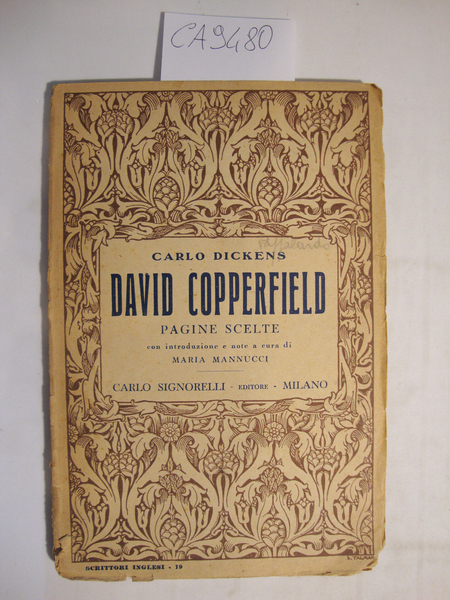 CA9480
CARLO DICKENS
DAVID COPPERFIELD
PAGINE SCELTE
con introduzione e note a cura di
MARIA MANNUCCI
CARLO SIGNORELLI - EDITORE - MILANO
SCRITTORI INGLESI - 19